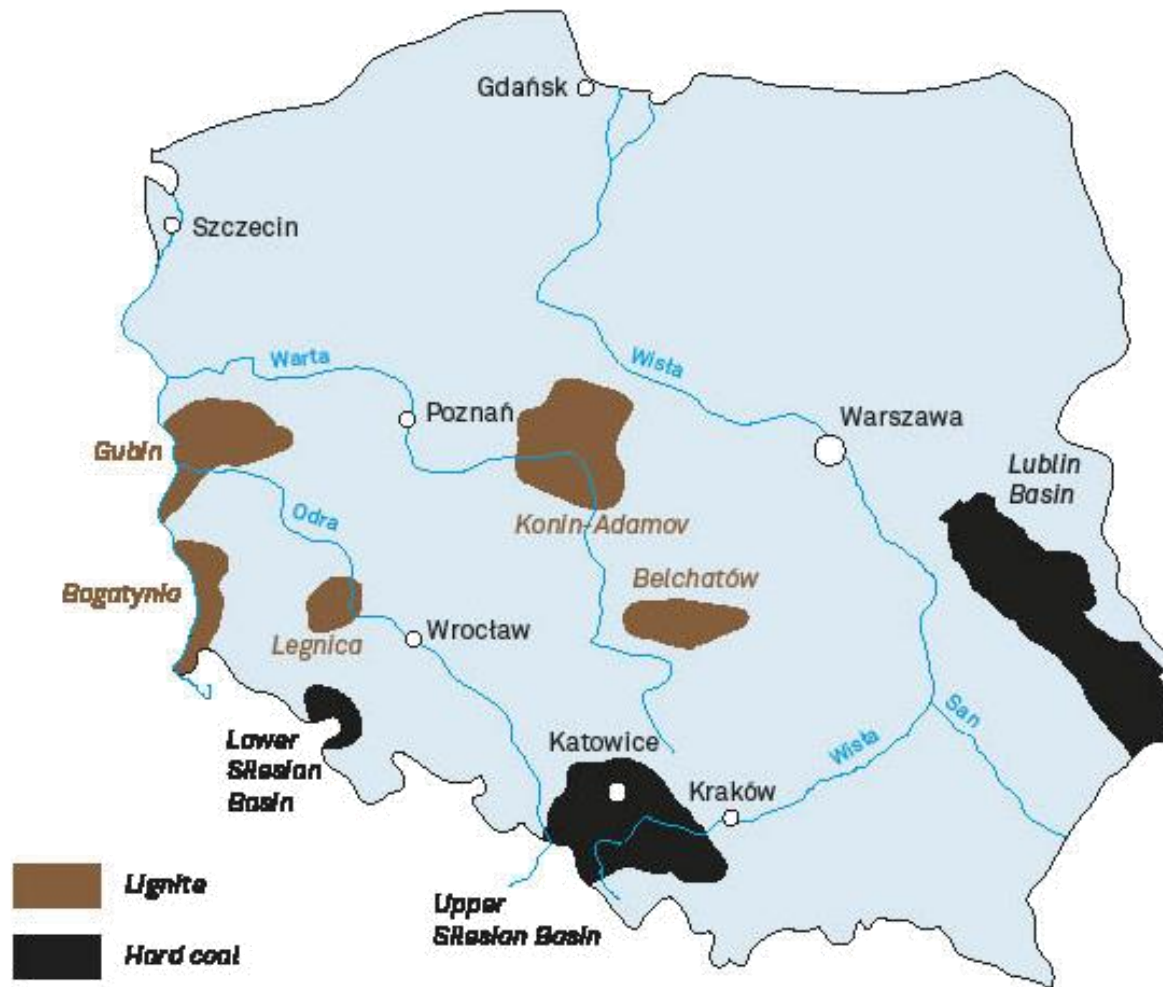 Gdańsk
Szczecin
Warta
Wisła
Poznań
Warszawa
Gubin
Lublin
Basin
Odra
Konin-Adamov
Bogatynia
Belchatów
Legnica
Wrocław
San
Lower
Silesian
Basin
Katowice
Wisła
Kraków
Lignite
Upper
Silesian Basin
Hard coal